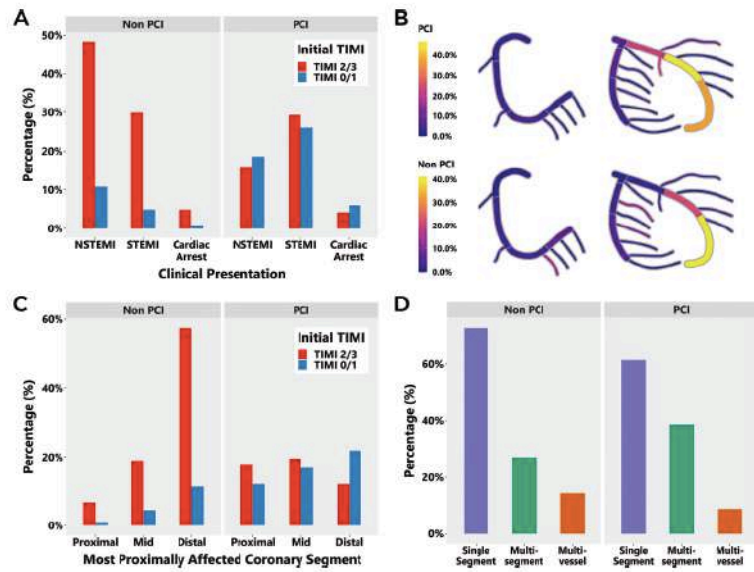 A
Non PCI
PCI
50%
40%
30%
20%
10%
0%
Percentage (%)
Initial TIMI
TIMI 2/3
TIMI 0/1
NSTEMI
STEMI
Cardiac
Arrest
NSTEMI
STEMI
Cardiac
Arrest
Clinical Presentation
B
PCI
40.0%
30.0%
20.0%
10.0%
0.0%
Non PCI
40.0%
30.0%
20.0%
10.0%
0.0%
C
Non PCI
PCI
60%
40%
20%
0%
Percentage (%)
Initial TIMI
TIMI 2/3
TIMI 0/1
Proximal
Mid
Distal
Proximal
Mid
Distal
Most Proximally Affected Coronary Segment
D
Non PCI
PCI
60%
40%
20%
0%
Percentage (%)
Single
Segment
Multi-
segment
Multi-
vessel
Single
Segment
Multi-
segment
Multi-
vessel